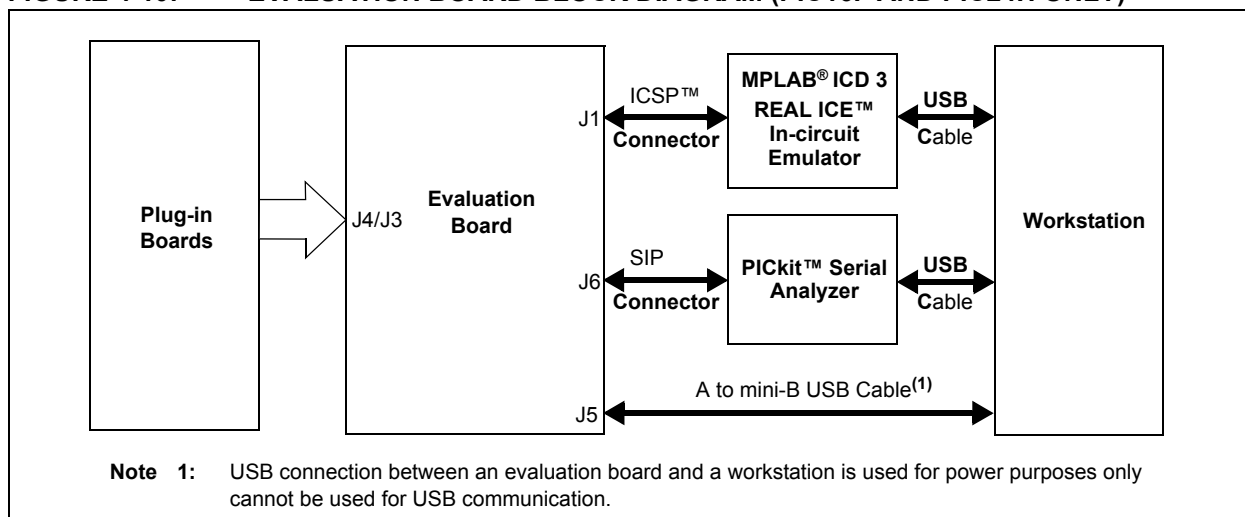 Plug-in
Boards
J4/J3
Evaluation
Board
J1
ICSP™
Connector
MPLAB® ICD 3
REAL ICE™
In-circuit
Emulator
USB
Cable
Workstation
J6
SIP
Connector
PICkit™ Serial
Analyzer
USB
Cable
J5
A to mini-B USB Cable(1)
Note 1: USB connection between an evaluation board and a workstation is used for power purposes only
cannot be used for USB communication.